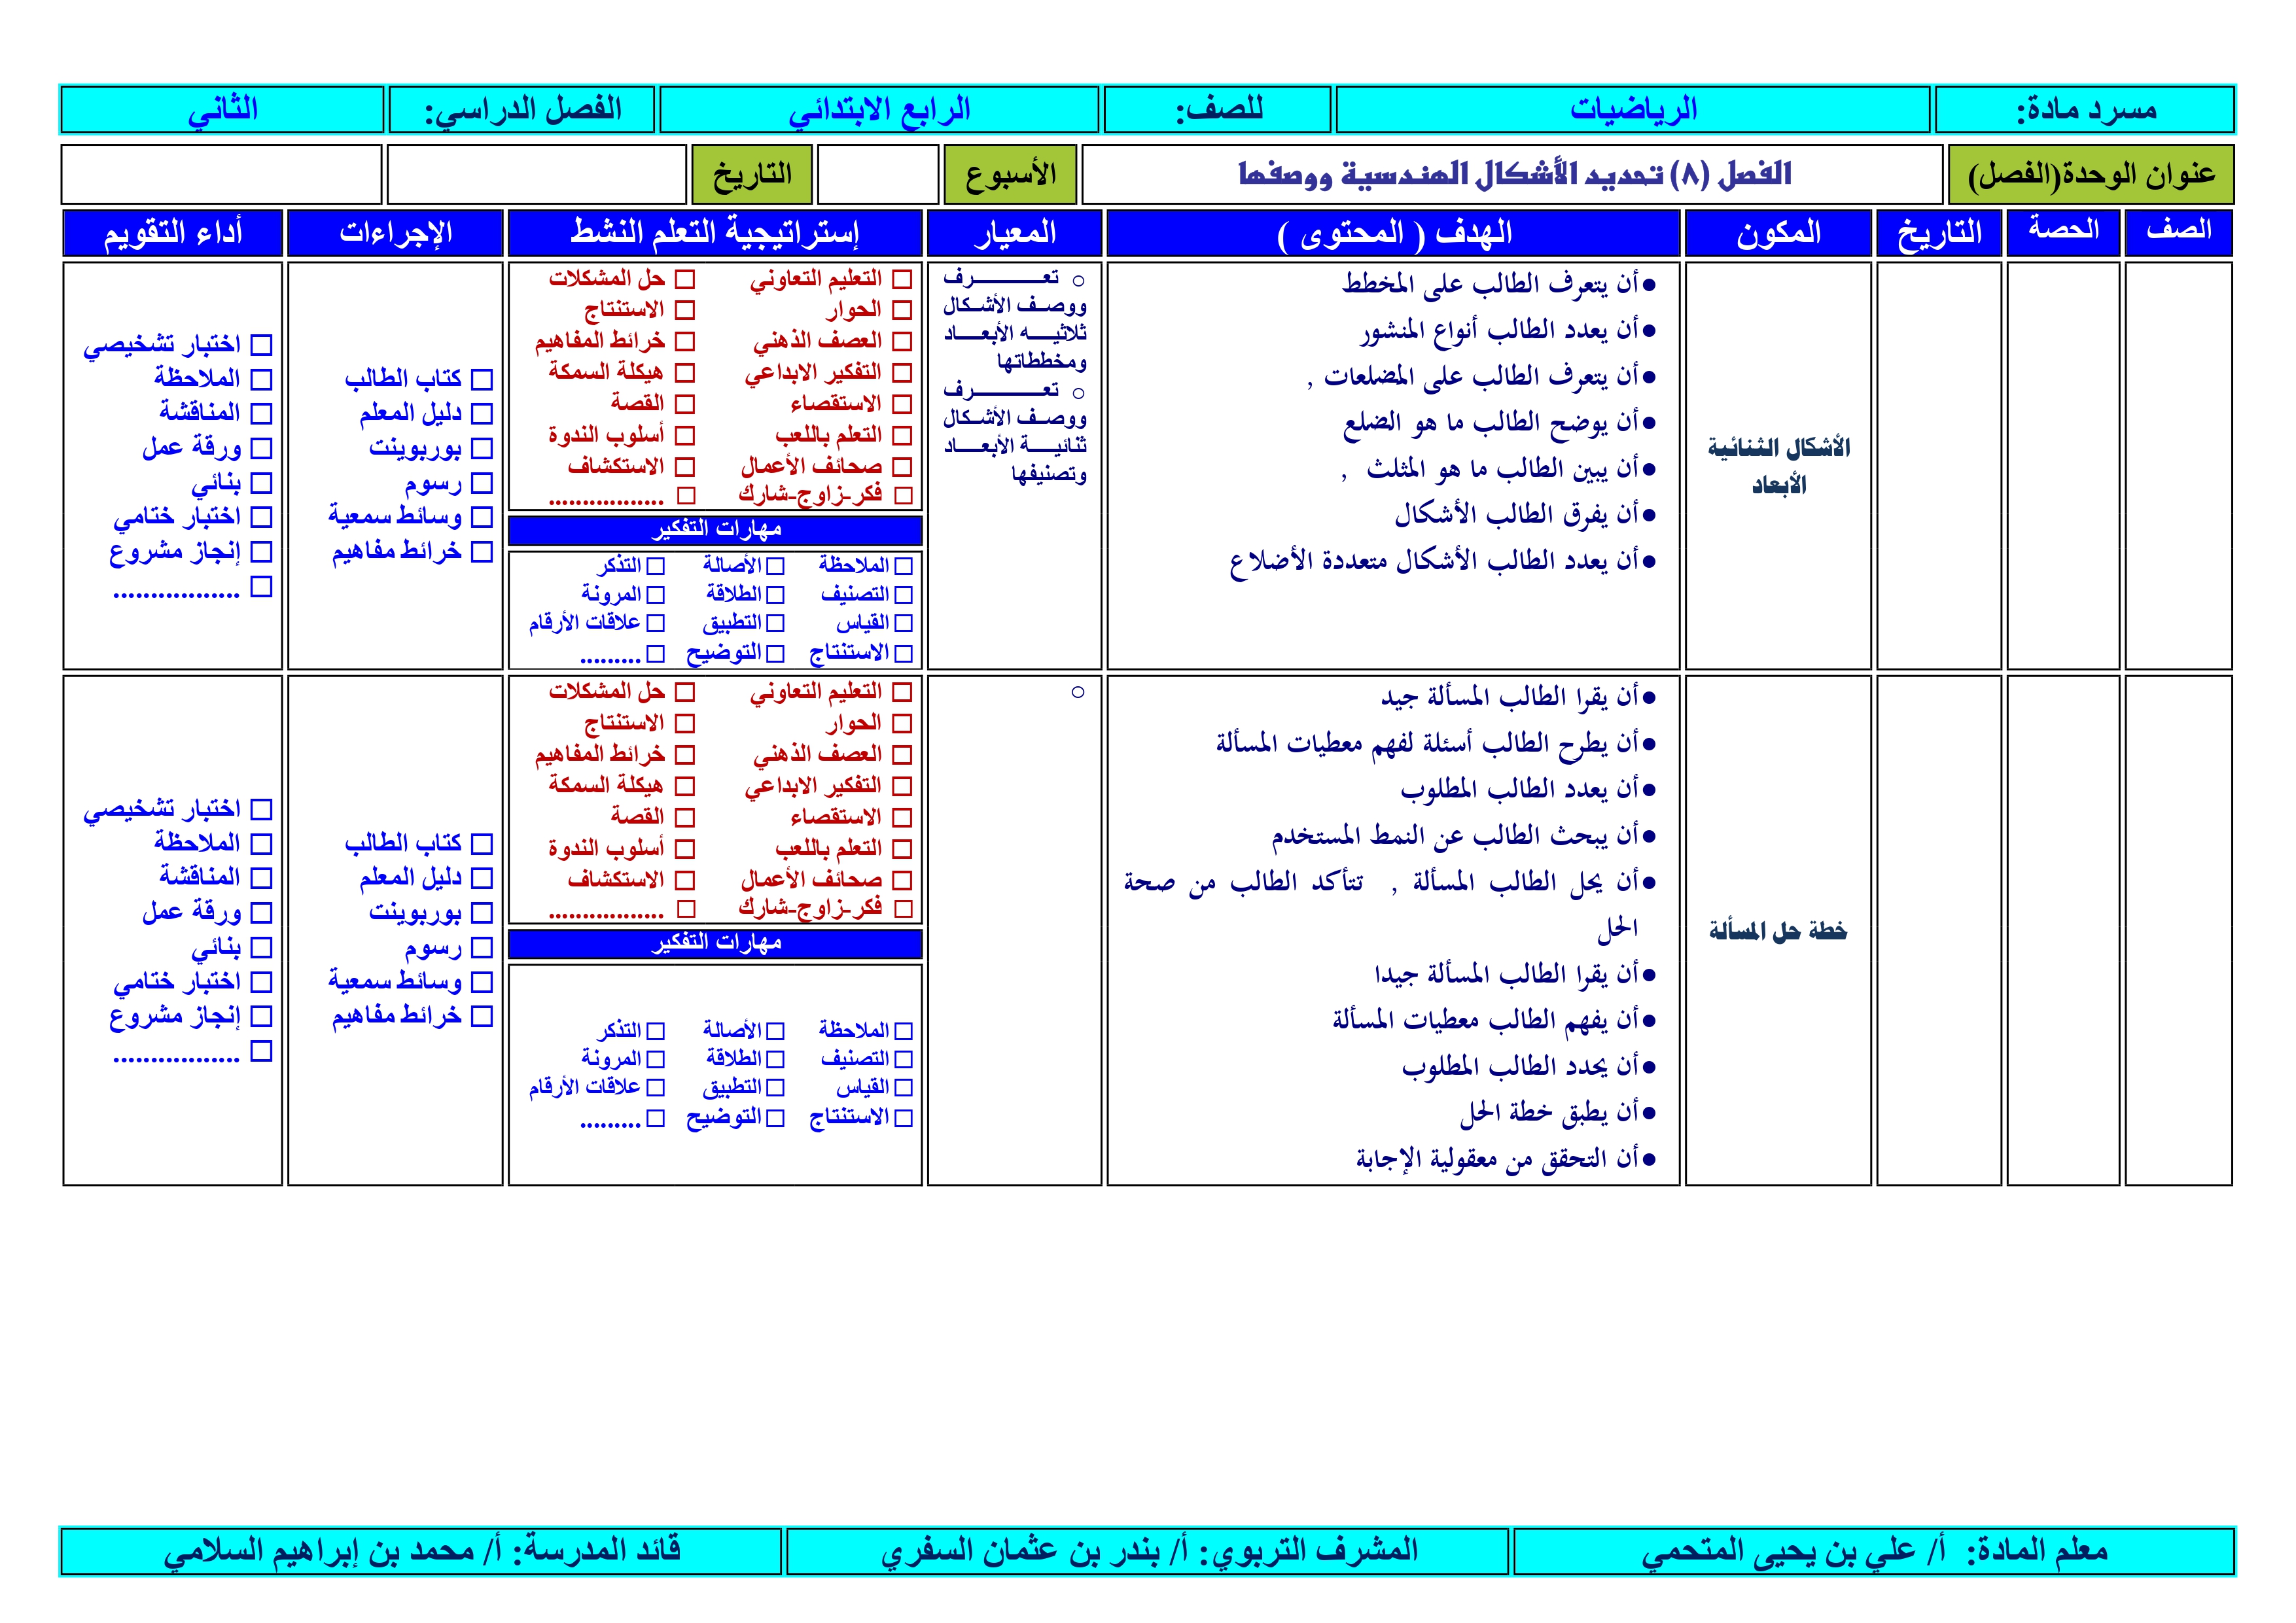 مسرد مادة: الرياضيات للصف: الرابع الابتدائي الفصل الدراسي: الثاني
عنوان الوحدة(الفصل) الفصل (٨) تحديد الأشكال الهندسية ووصفها الأسبوع التاريخ
الصف الحصة التاريخ المكون الهدف ( المحتوى ) المعيار إستراتيجية التعلم النشط الإجراءات أداء التقويم
الأشكال الثنائية
الأبعاد
●أن يتعرف الطالب على المخطط
●أن يعدد الطالب أنواع المنشور
●أن يتعرف الطالب على المضلعات ,
●أن يوضح الطالب ما هو الضلع
●أن يبين الطالب ما هو المثلث ,
●أن يفرق الطالب الأشكال
●أن يعدد الطالب الأشكال متعددة الأضلاع
○ تعـــــــــرف
ووصف الأشكال
ثلاثيـــه الأبعـــاد
ومخططاتها
○ تعـــــــــرف
ووصف الأشكال
ثنائيـــة الأبعـــاد
وتصنيفها
□ التعليم التعاوني □ حل المشكلات
□ الحوار □ الاستنتاج
□ العصف الذهني □ خرائط المفاهيم
□ التفكير الابداعي □ هيكلة السمكة
□ الاستقصاء □ القصة
□ التعلم باللعب □ أسلوب الندوة
□ صحائف الأعمال □ الاستكشاف
□ فكر-زاوج-شارك □ .................
مهارات التفكير
□ الملاحظة □ الأصالة □ التذكر
□ التصنيف □ الطلاقة □ المرونة
□ القياس □ التطبيق □ علاقات الأرقام
□ الاستنتاج □ التوضيح □ .........
□ كتاب الطالب
□ دليل المعلم
□ بوربوينت
□ رسوم
□ وسائط سمعية
□ خرائط مفاهيم
□ اختبار تشخيصي
□ الملاحظة
□ المناقشة
□ ورقة عمل
□ بنائي
□ اختبار ختامي
□ إنجاز مشروع
□ .................
خطة حل المسألة
●أن يقرا الطالب المسألة جيد
●أن يطرح الطالب أسئلة لفهم معطيات المسألة
●أن يعدد الطالب المطلوب
●أن يبحث الطالب عن النمط المستخدم
●أن يحل الطالب المسألة , تتأكد الطالب من صحة
الحل
●أن يقرا الطالب المسألة جيدا
●أن يفهم الطالب معطيات المسألة
●أن يحدد الطالب المطلوب
●أن يطبق خطة الحل
●أن التحقق من معقولية الإجابة
○
□ التعليم التعاوني □ حل المشكلات
□ الحوار □ الاستنتاج
□ العصف الذهني □ خرائط المفاهيم
□ التفكير الابداعي □ هيكلة السمكة
□ الاستقصاء □ القصة
□ التعلم باللعب □ أسلوب الندوة
□ صحائف الأعمال □ الاستكشاف
□ فكر-زاوج-شارك □ .................
مهارات التفكير
□ الملاحظة □ الأصالة □ التذكر
□ التصنيف □ الطلاقة □ المرونة
□ القياس □ التطبيق □ علاقات الأرقام
□ الاستنتاج □ التوضيح □ .........
□ كتاب الطالب
□ دليل المعلم
□ بوربوينت
□ رسوم
□ وسائط سمعية
□ خرائط مفاهيم
□ اختبار تشخيصي
□ الملاحظة
□ المناقشة
□ ورقة عمل
□ بنائي
□ اختبار ختامي
□ إنجاز مشروع
□ .................
معلم المادة: أ/ علي بن يحيى المتحمي المشرف التربوي: أ/ بندر بن عثمان السفري قائد المدرسة: أ/ محمد بن إبراهيم السلامي